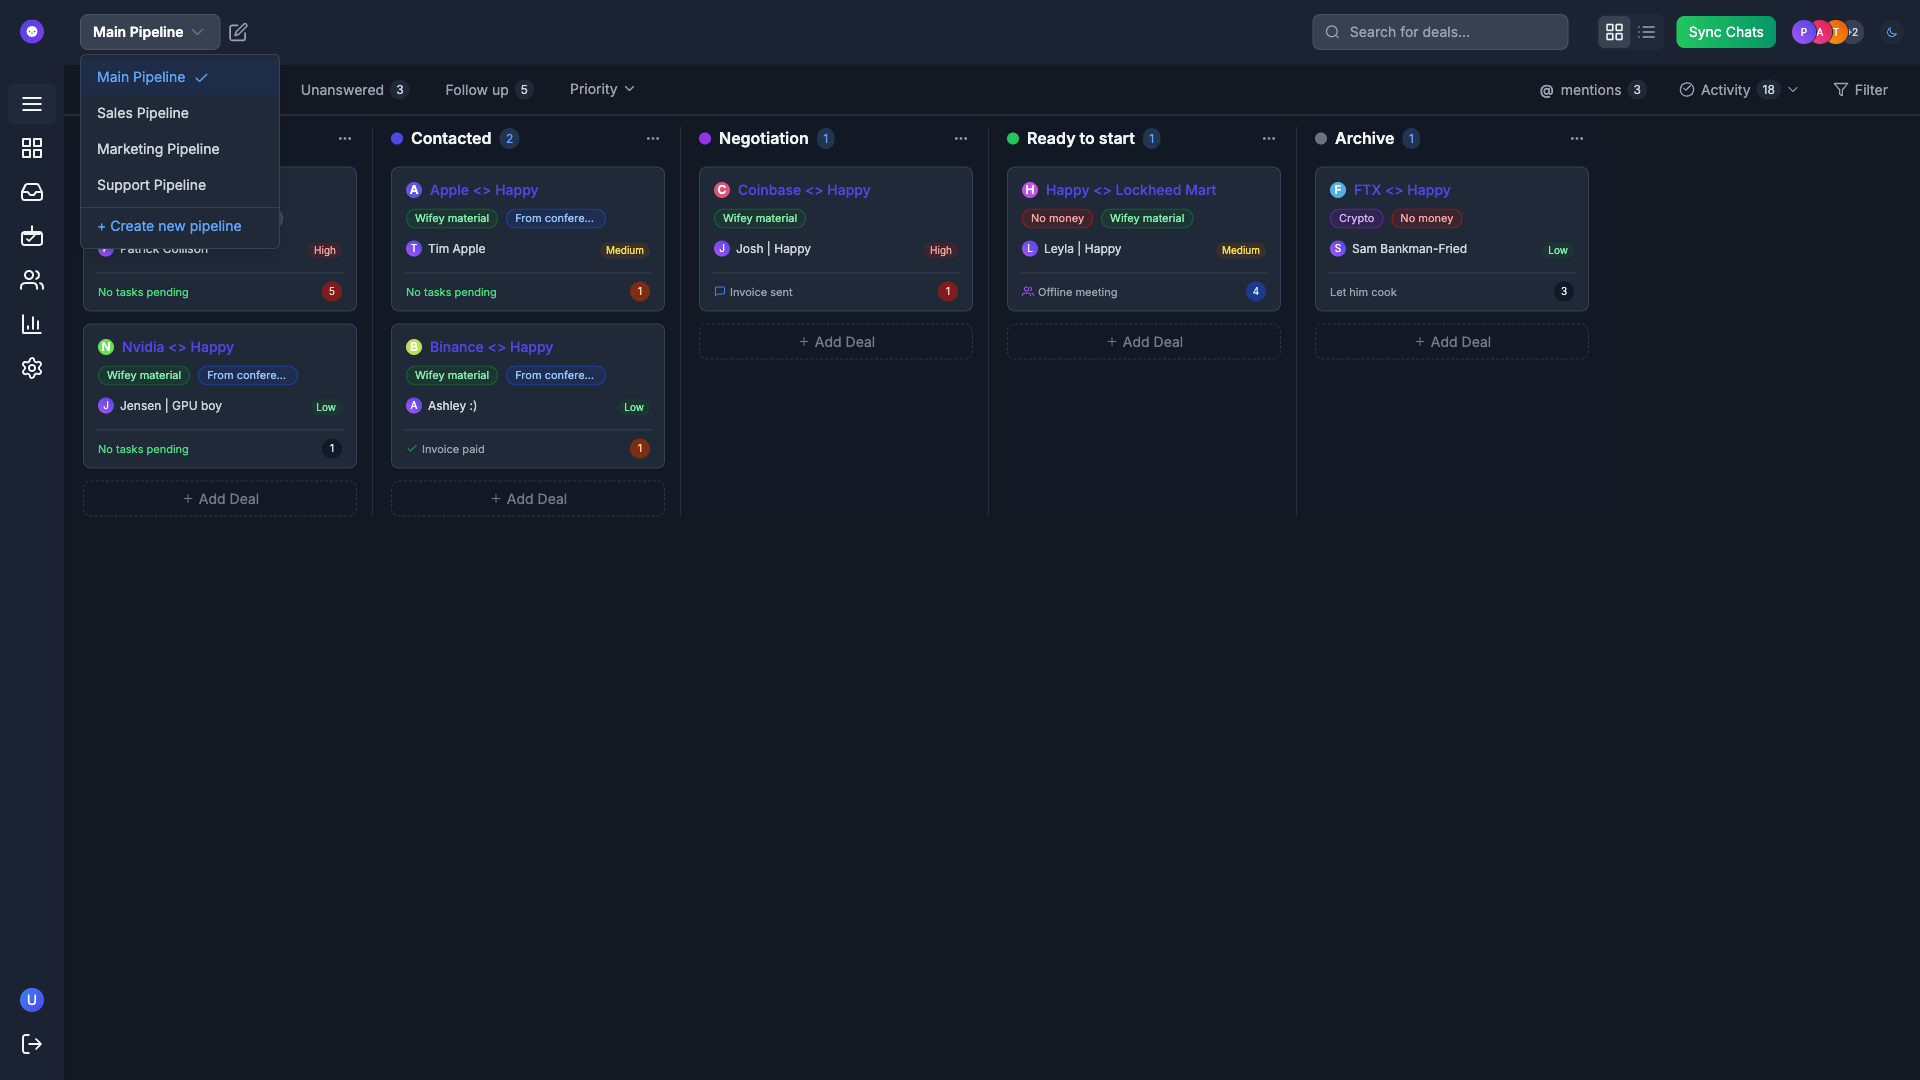 Main Pipeline
Search for deals...
Sync Chats
P A T +2
Main Pipeline
Sales Pipeline
Marketing Pipeline
Support Pipeline
+ Create new pipeline
Unanswered 3
Follow up 5
Priority
@ mentions 3
Activity 18
Filter
Patrick Collison
High
No tasks pending
5
N Nvidia <> Happy
Wifey material From confere...
J Jensen | GPU boy
Low
No tasks pending
1
+ Add Deal
Contacted 2
A Apple <> Happy
Wifey material From confere...
T Tim Apple
Medium
No tasks pending
1
B Binance <> Happy
Wifey material From confere...
A Ashley :)
Low
Invoice paid
1
+ Add Deal
Negotiation 1
C Coinbase <> Happy
Wifey material
J Josh | Happy
High
Invoice sent
1
+ Add Deal
Ready to start 1
H Happy <> Lockheed Mart
No money Wifey material
L Leyla | Happy
Medium
Offline meeting
4
+ Add Deal
Archive 1
F FTX <> Happy
Crypto No money
S Sam Bankman-Fried
Low
Let him cook
3
+ Add Deal
U